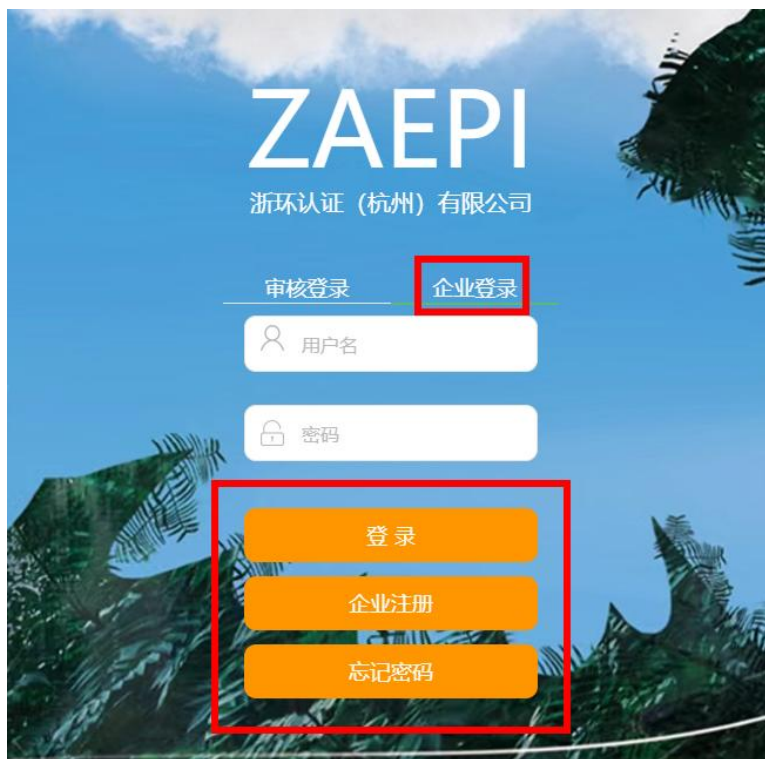 ZAEPI
浙环认证（杭州）有限公司
审核登录 企业登录
用户名
密码
登 录
企业注册
忘记密码